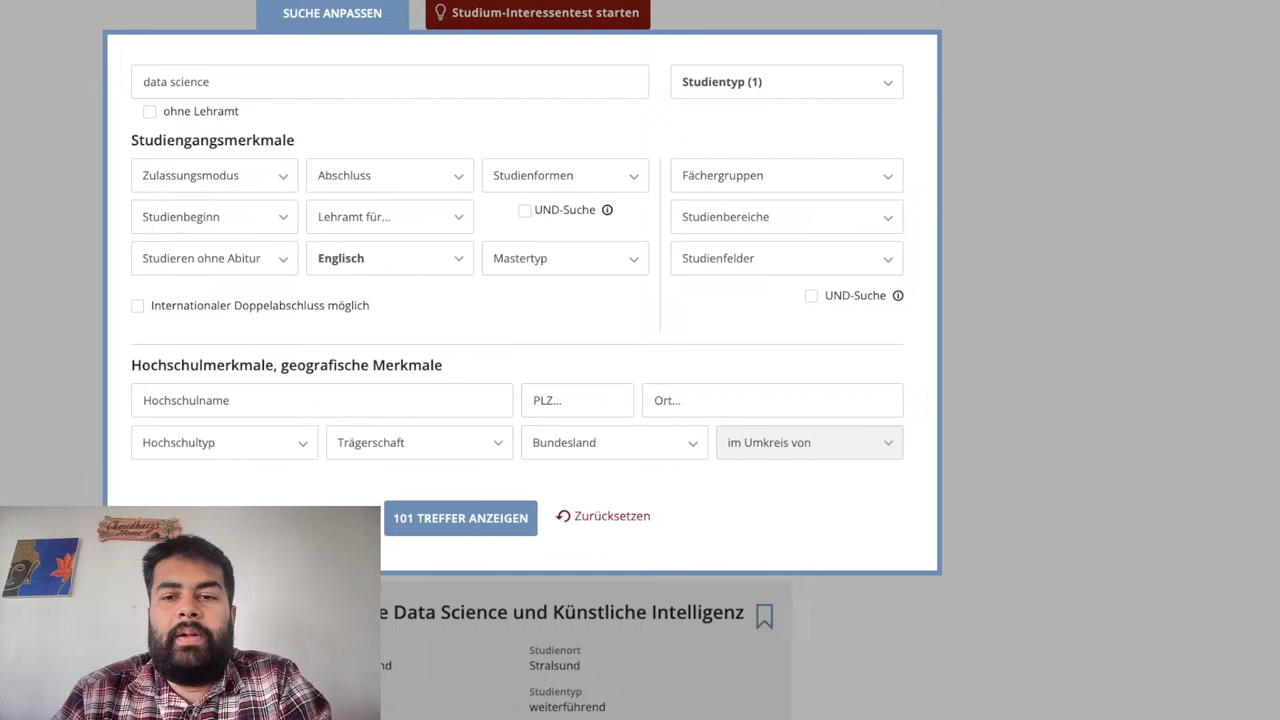 SUCHE ANPASSEN
Studium-Interessentest starten
data science
Studientyp (1)
ohne Lehramt
Studiengangsmerkmale
Zulassungsmodus
Abschluss
Studienformen
Fächergruppen
UND-Suche
Studienbeginn
Lehramt für...
Studienbereiche
Studieren ohne Abitur
Englisch
Mastertyp
Studienfelder
UND-Suche
Internationaler Doppelabschluss möglich
Hochschulmerkmale, geografische Merkmale
Hochschulname
PLZ...
Ort...
Hochschultyp
Trägerschaft
Bundesland
im Umkreis von
101 TREFFER ANZEIGEN
Zurücksetzen
Chaudhary's
Home
e Data Science und Künstliche Intelligenz
Studienort
nd
Stralsund
Studientyp
weiterführend